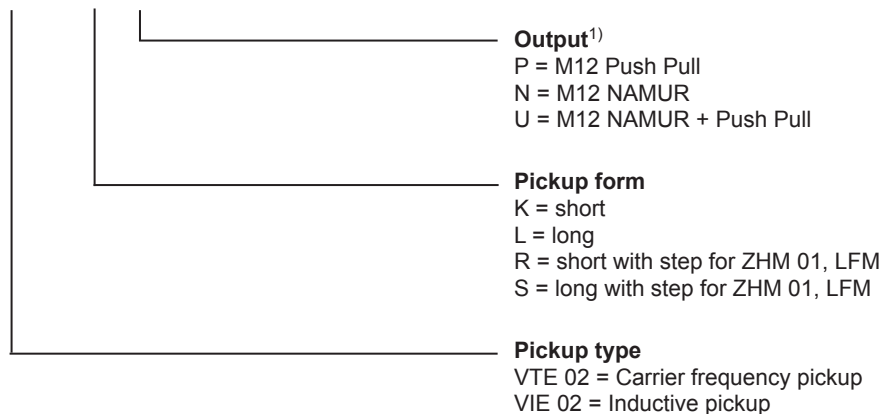 Output1)
P = M12 Push Pull
N = M12 NAMUR
U = M12 NAMUR + Push Pull
Pickup form
K = short
L = long
R = short with step for ZHM 01, LFM
S = long with step for ZHM 01, LFM
Pickup type
VTE 02 = Carrier frequency pickup
VIE 02 = Inductive pickup